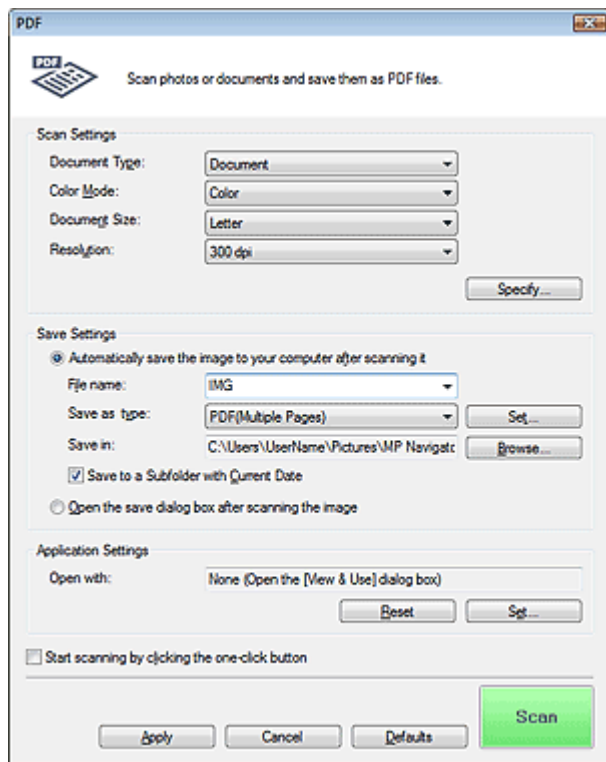 PDF
PDF
Scan photos or documents and save them as PDF files.
Scan Settings
Document Type: Document
Color Mode: Color
Document Size: Letter
Resolution: 300 dpi
Specify...
Save Settings
Automatically save the image to your computer after scanning it
File name: IMG
Save as type: PDF(Multiple Pages) Set...
Save in: C:\Users\UserName\Pictures\MP Navigato Browse...
Save to a Subfolder with Current Date
Open the save dialog box after scanning the image
Application Settings
Open with: None (Open the [View & Use] dialog box)
Reset Set...
Start scanning by clicking the one-click button
Scan
Apply Cancel Defaults